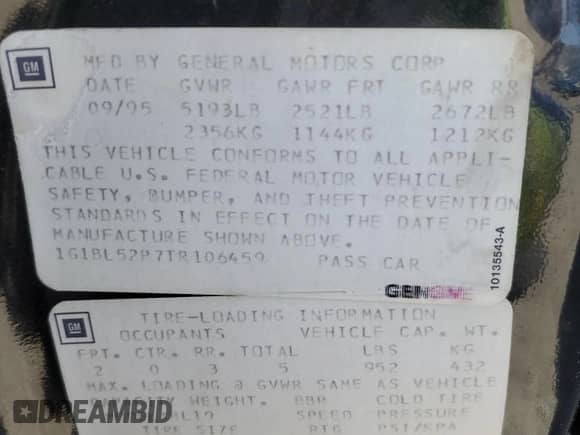 GM
MFD BY GENERAL MOTORS CORP
DATE GVWR GAWR FRT GAWR RR
09/95 5193LB 2521LB 2672LB
2356KG 1144KG 1212KG
THIS VEHICLE CONFORMS TO ALL APPLI-
CABLE U.S. FEDERAL MOTOR VEHICLE
SAFETY, BUMPER, AND THEFT PREVENTION
STANDARDS IN EFFECT ON THE DATE OF
MANUFACTURE SHOWN ABOVE.
1G1BL52P7TR106459 PASS CAR
10135543-A
GM
TIRE-LOADING INFORMATION
OCCUPANTS VEHICLE CAP. WT.
FRT. CTR. RR. TOTAL LBS KG
2 0 3 5 952 432
MAX. LOADING @ GVWR SAME AS VEHICLE
CAPACITY WEIGHT. BBR COLD TIRE
SPEED PRESSURE
TIRE SIZE RTG PSI/KPA
DREAMBID